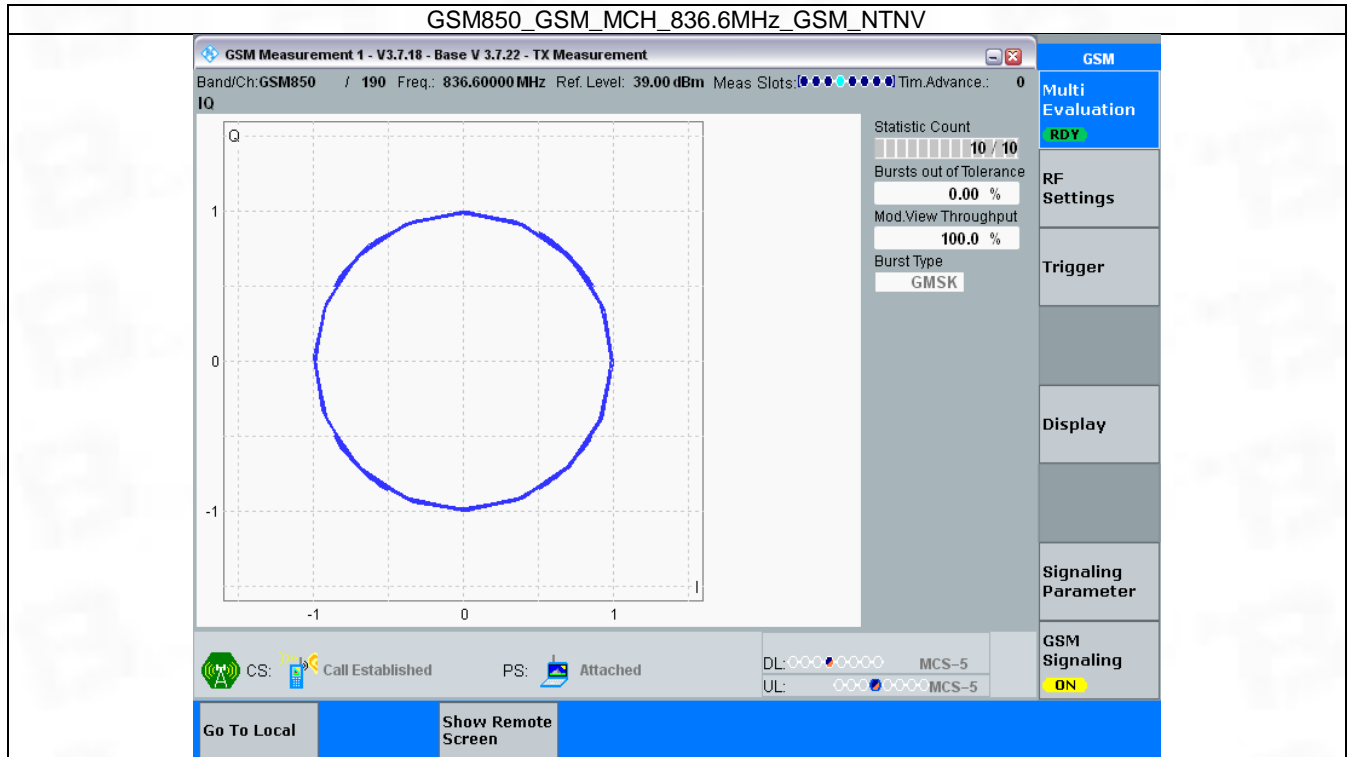 GSM850_GSM_MCH_836.6MHz_GSM_NTNV
GSM Measurement 1 - V3.7.18 - Base V 3.7.22 - TX Measurement
GSM
Band/Ch:GSM850 / 190 Freq.: 836.60000 MHz Ref. Level: 39.00 dBm Meas Slots: Tim.Advance.: 0
IQ
Multi
Evaluation
RDY
Q
Statistic Count
10 / 10
Bursts out of Tolerance
0.00 %
Mod.View Throughput
100.0 %
Burst Type
GMSK
1
0
-1
-1 0 1
I
RF
Settings
Trigger
Display
Signaling
Parameter
GSM
Signaling
ON
CS: Call Established PS: Attached
DL: MCS-5
UL: MCS-5
Go To Local
Show Remote
Screen